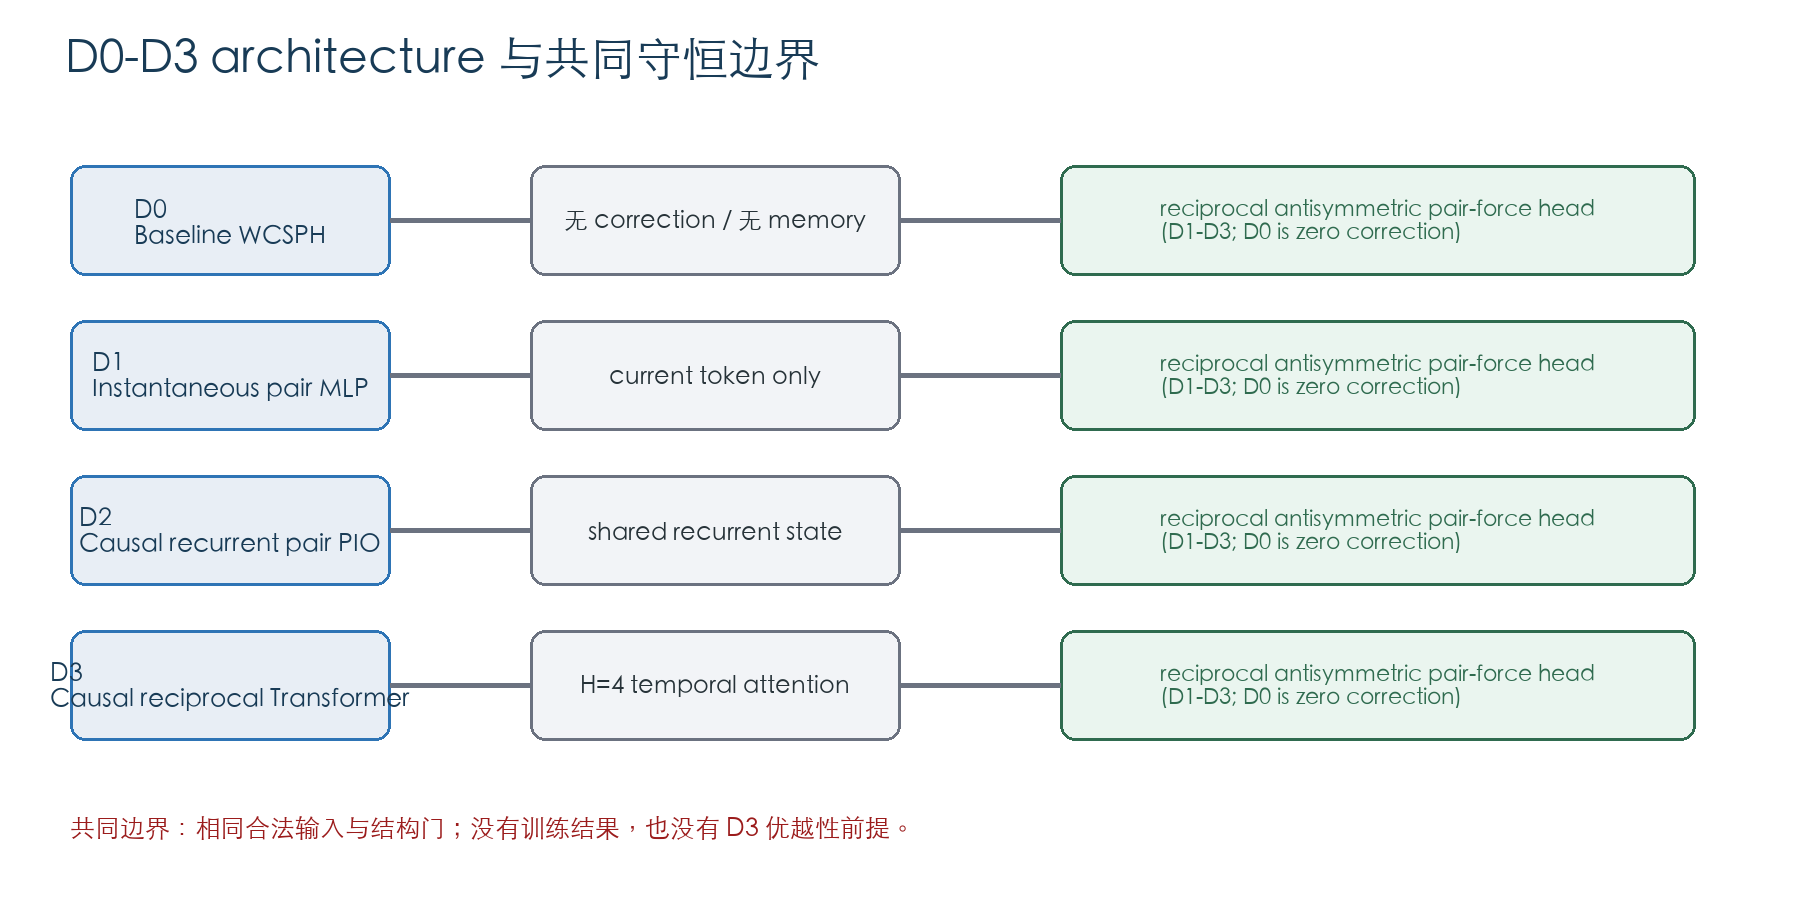 D0-D3 architecture 与共同守恒边界
D0
Baseline WCSPH
无 correction / 无 memory
reciprocal antisymmetric pair-force head
(D1-D3; D0 is zero correction)
D1
Instantaneous pair MLP
current token only
reciprocal antisymmetric pair-force head
(D1-D3; D0 is zero correction)
D2
Causal recurrent pair PIO
shared recurrent state
reciprocal antisymmetric pair-force head
(D1-D3; D0 is zero correction)
D3
Causal reciprocal Transformer
H=4 temporal attention
reciprocal antisymmetric pair-force head
(D1-D3; D0 is zero correction)
共同边界：相同合法输入与结构门；没有训练结果，也没有 D3 优越性前提。